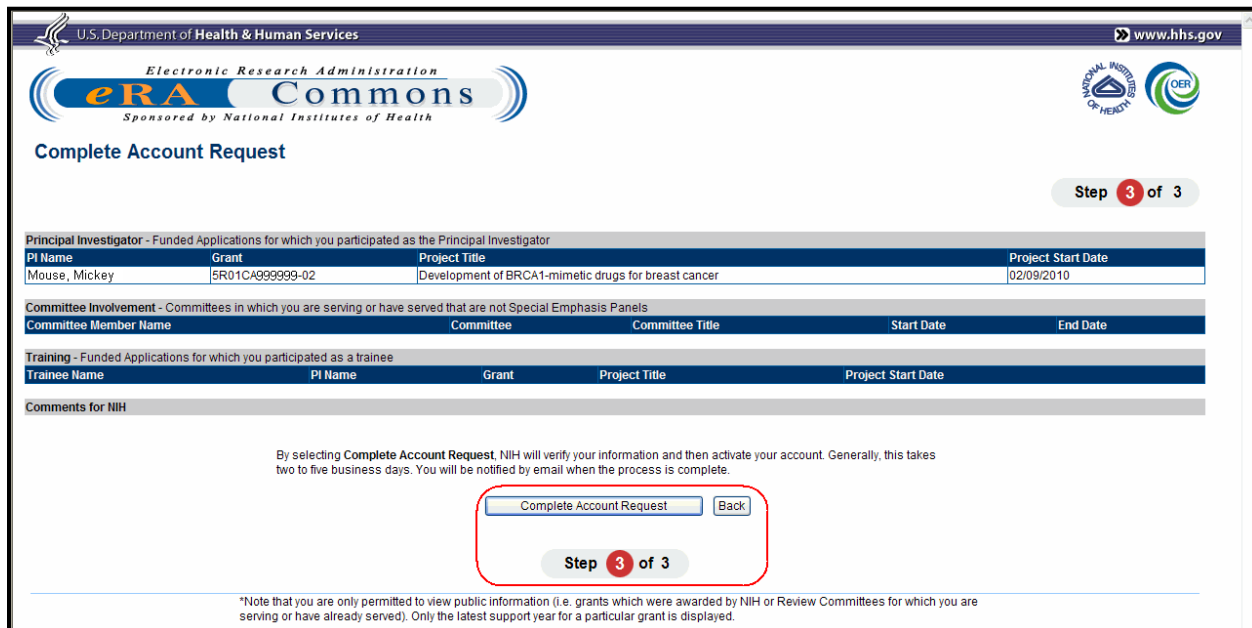 U.S. Department of Health & Human Services
www.hhs.gov
Electronic Research Administration
eRA Commons
Sponsored by National Institutes of Health
NATIONAL INSTITUTES OF HEALTH
OER
Complete Account Request
Step 3 of 3
Principal Investigator - Funded Applications for which you participated as the Principal Investigator
PI Name Grant Project Title Project Start Date
Mouse, Mickey 5R01CA999999-02 Development of BRCA1-mimetic drugs for breast cancer 02/09/2010
Committee Involvement - Committees in which you are serving or have served that are not Special Emphasis Panels
Committee Member Name Committee Committee Title Start Date End Date
Training - Funded Applications for which you participated as a trainee
Trainee Name PI Name Grant Project Title Project Start Date
Comments for NIH
By selecting Complete Account Request, NIH will verify your information and then activate your account. Generally, this takes
two to five business days. You will be notified by email when the process is complete.
Complete Account Request Back
Step 3 of 3
*Note that you are only permitted to view public information (i.e. grants which were awarded by NIH or Review Committees for which you are
serving or have already served). Only the latest support year for a particular grant is displayed.